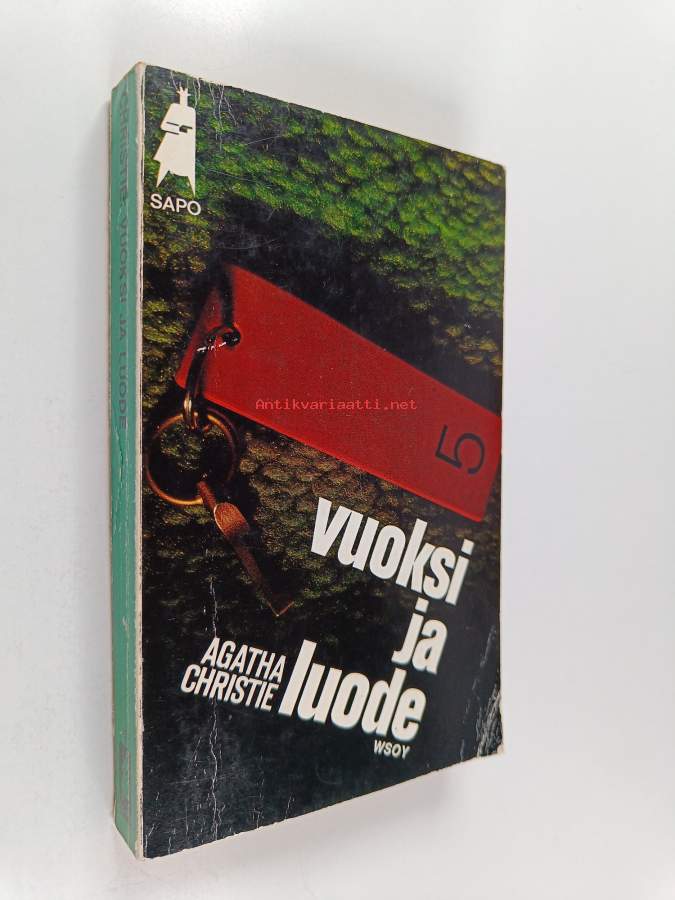 SAPO
CHRISTIE: VUOKSI JA LUODE
Antikvariaatti.net
5
vuoksi
ja
luode
AGATHA
CHRISTIE
WSOY